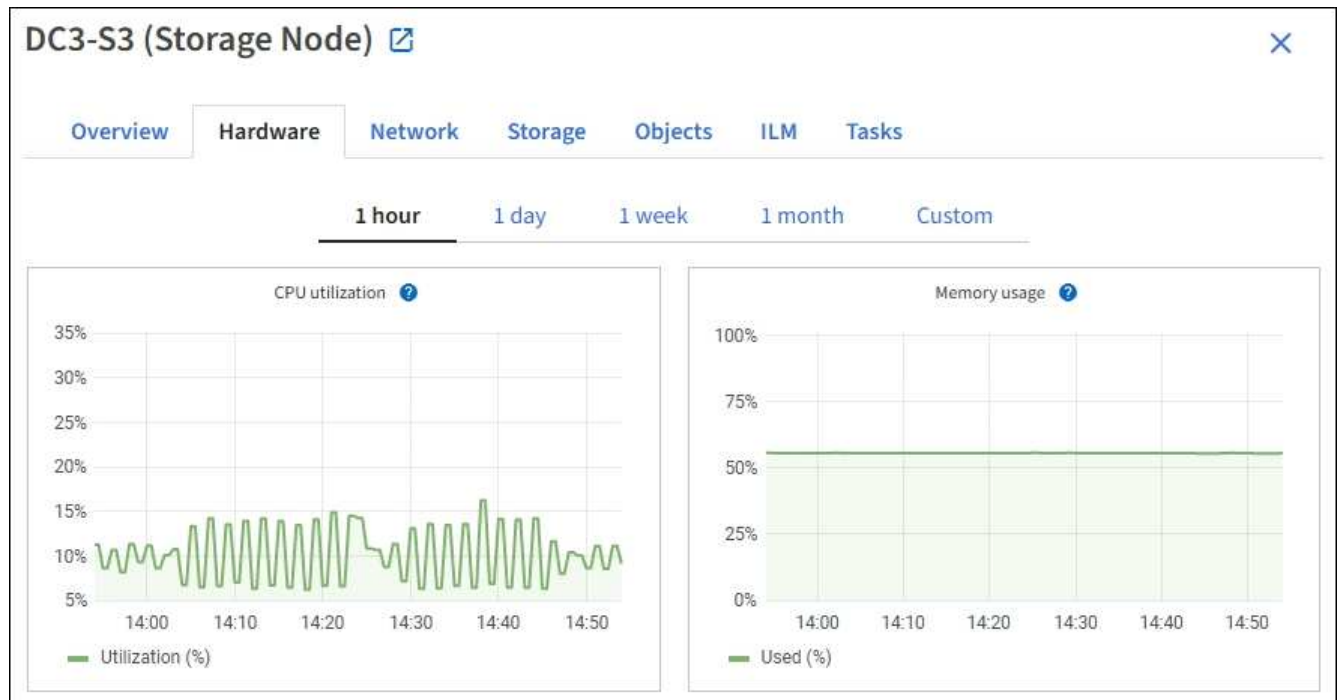 DC3-S3 (Storage Node)
Overview Hardware Network Storage Objects ILM Tasks
1 hour 1 day 1 week 1 month Custom
CPU utilization ?
35%
30%
25%
20%
15%
10%
5%
14:00 14:10 14:20 14:30 14:40 14:50
Utilization (%)
Memory usage ?
100%
75%
50%
25%
0%
14:00 14:10 14:20 14:30 14:40 14:50
Used (%)